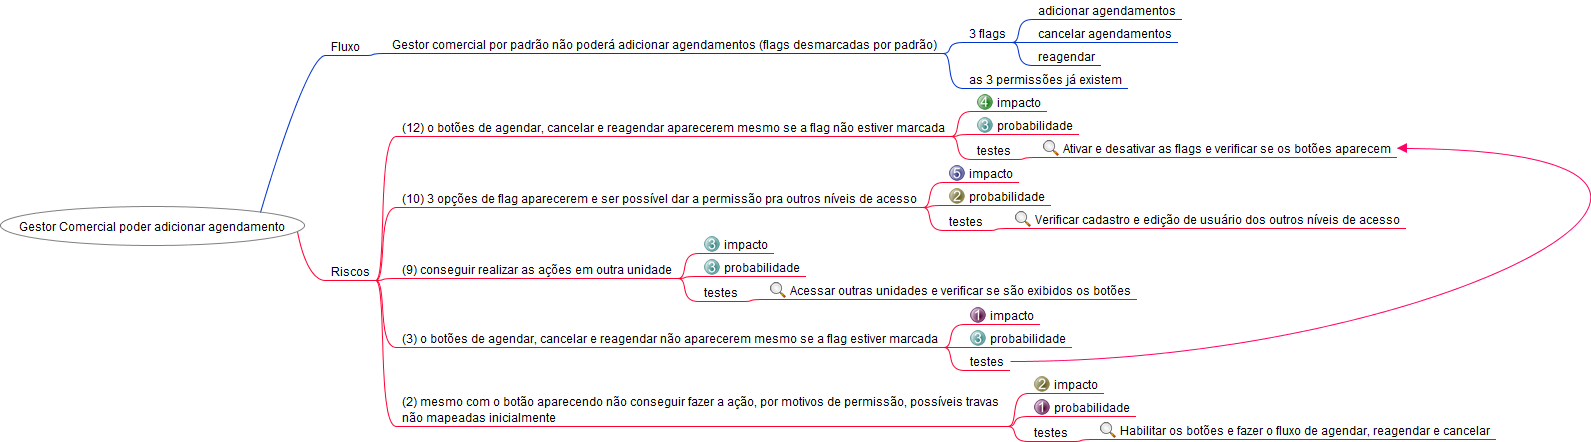 Gestor Comercial poder adicionar agendamento
Fluxo
Gestor comercial por padrão não poderá adicionar agendamentos (flags desmarcadas por padrão)
3 flags
adicionar agendamentos
cancelar agendamentos
reagendar
as 3 permissões já existem
Riscos
(12) o botões de agendar, cancelar e reagendar aparecerem mesmo se a flag não estiver marcada
4 impacto
3 probabilidade
testes
Ativar e desativar as flags e verificar se os botões aparecem
(10) 3 opções de flag aparecerem e ser possível dar a permissão pra outros níveis de acesso
5 impacto
2 probabilidade
testes
Verificar cadastro e edição de usuário dos outros níveis de acesso
(9) conseguir realizar as ações em outra unidade
3 impacto
3 probabilidade
testes
Acessar outras unidades e verificar se são exibidos os botões
(3) o botões de agendar, cancelar e reagendar não aparecerem mesmo se a flag estiver marcada
1 impacto
3 probabilidade
testes
(2) mesmo com o botão aparecendo não conseguir fazer a ação, por motivos de permissão, possíveis travas
não mapeadas inicialmente
2 impacto
1 probabilidade
testes
Habilitar os botões e fazer o fluxo de agendar, reagendar e cancelar